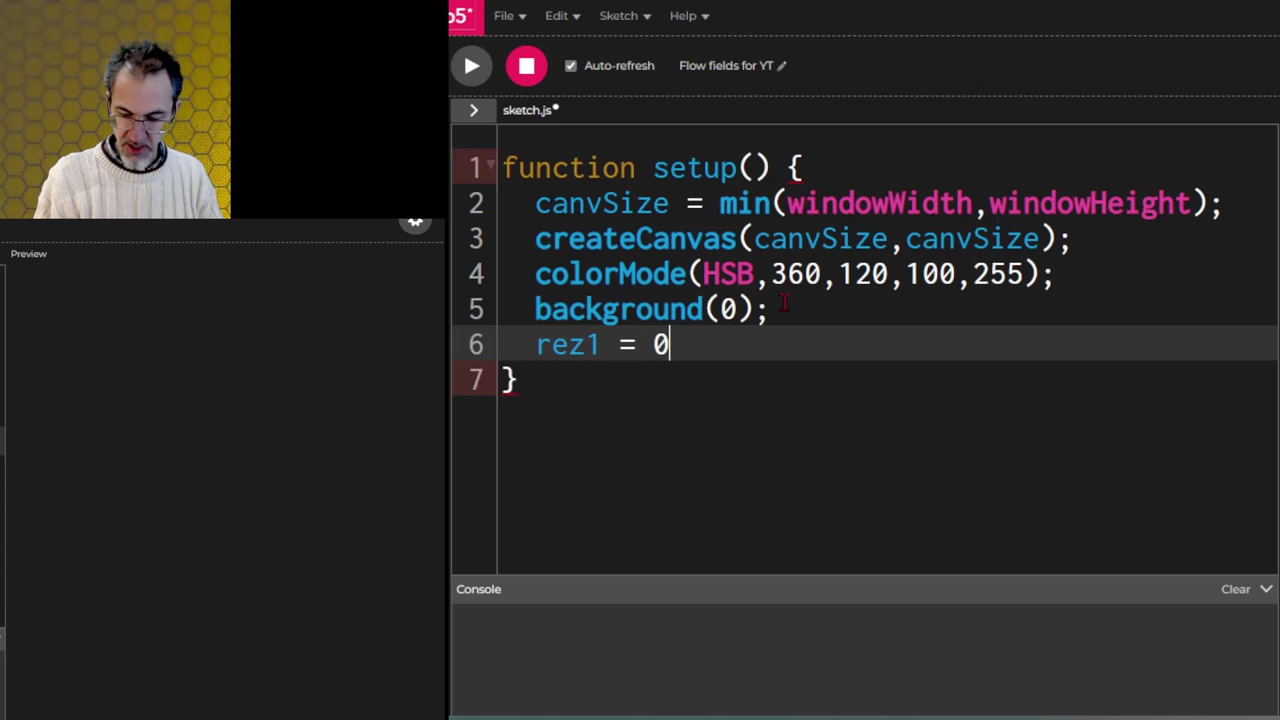 p5*
File
Edit
Sketch
Help
Auto-refresh
Flow fields for YT
sketch.js
Preview
1 function setup() {
2 canvSize = min(windowWidth,windowHeight);
3 createCanvas(canvSize,canvSize);
4 colorMode(HSB,360,120,100,255);
5 background(0);
6 rez1 = 0
7 }
Console
Clear